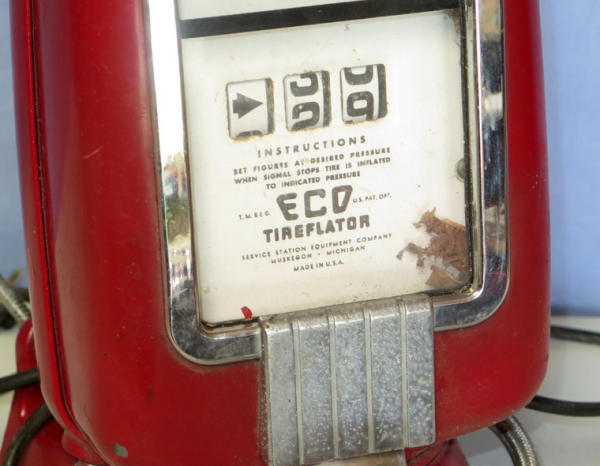 INSTRUCTIONS
SET FIGURES AT DESIRED PRESSURE
WHEN SIGNAL STOPS TIRE IS INFLATED
TO INDICATED PRESSURE
T.M.REG. ECO U.S. PAT. OFF.
TIREFLATOR
SERVICE STATION EQUIPMENT COMPANY
MUSKEGON - MICHIGAN
MADE IN U.S.A.